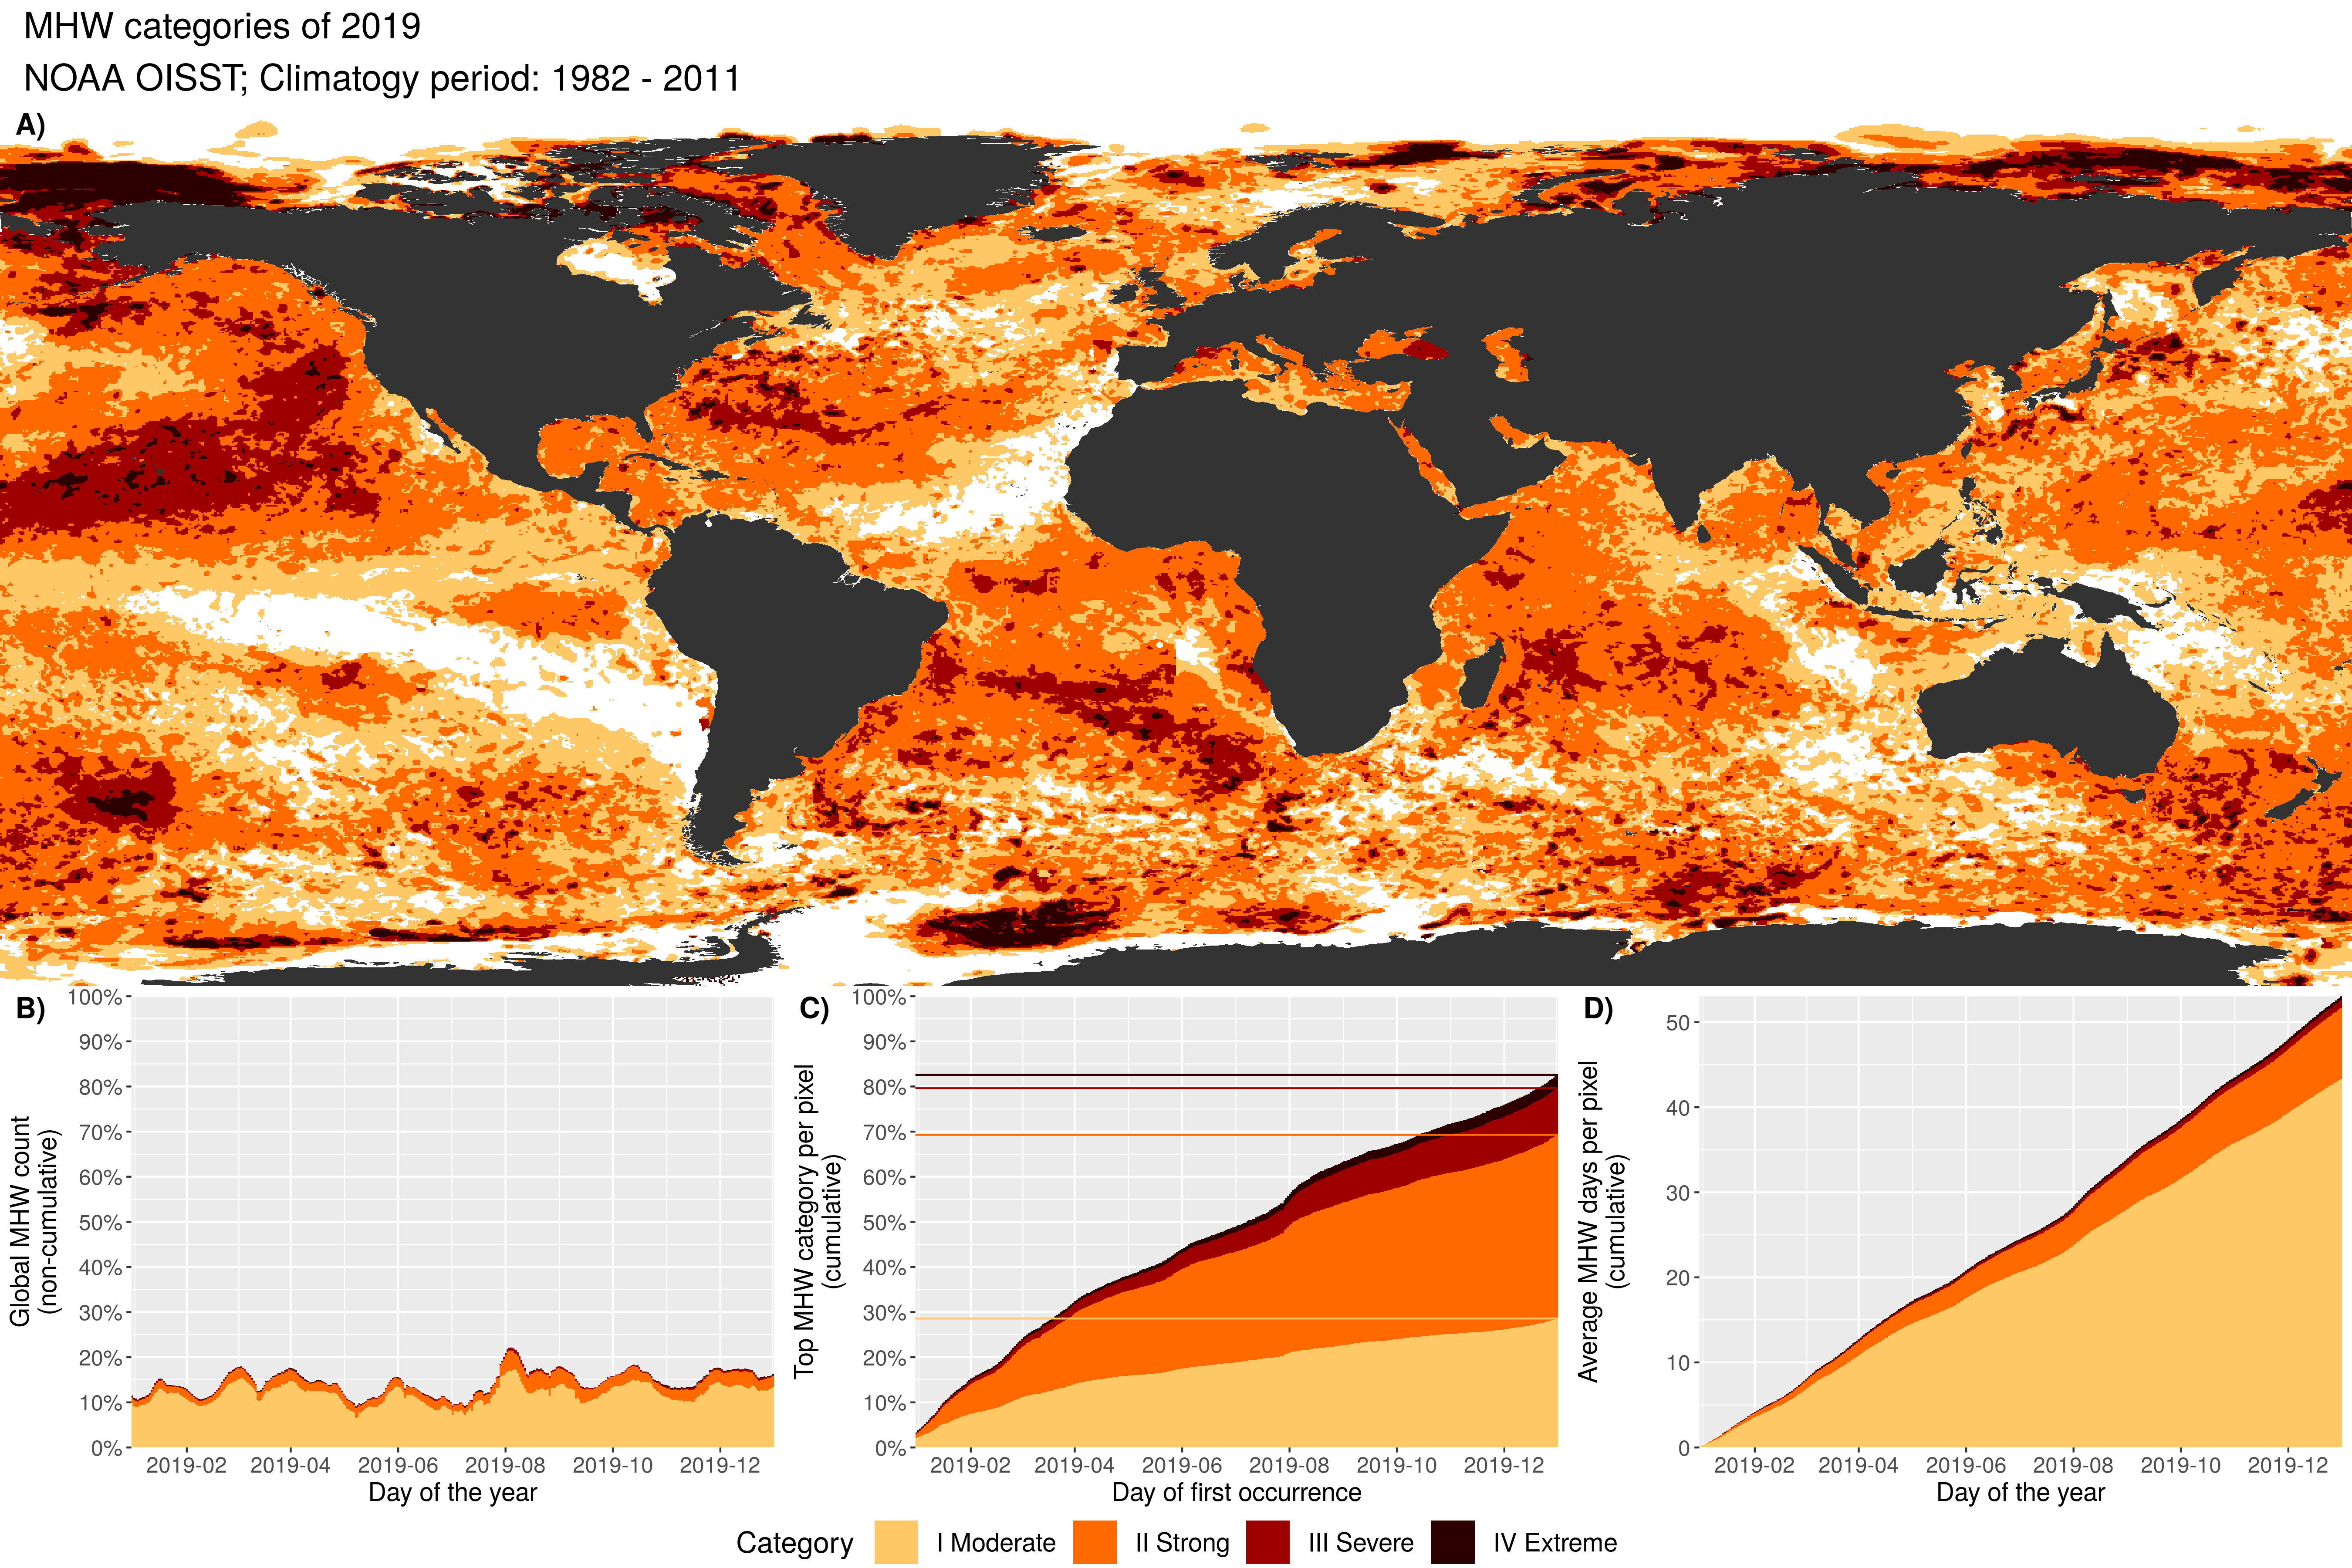 MHW categories of 2019
NOAA OISST; Climatogy period: 1982 - 2011
A)
B)
Global MHW count
(non-cumulative)
100%
90%
80%
70%
60%
50%
40%
30%
20%
10%
0%
2019-02 2019-04 2019-06 2019-08 2019-10 2019-12
Day of the year
C)
Top MHW category per pixel
(cumulative)
100%
90%
80%
70%
60%
50%
40%
30%
20%
10%
0%
2019-02 2019-04 2019-06 2019-08 2019-10 2019-12
Day of first occurrence
D)
Average MHW days per pixel
(cumulative)
50
40
30
20
10
0
2019-02 2019-04 2019-06 2019-08 2019-10 2019-12
Day of the year
Category I Moderate II Strong III Severe IV Extreme